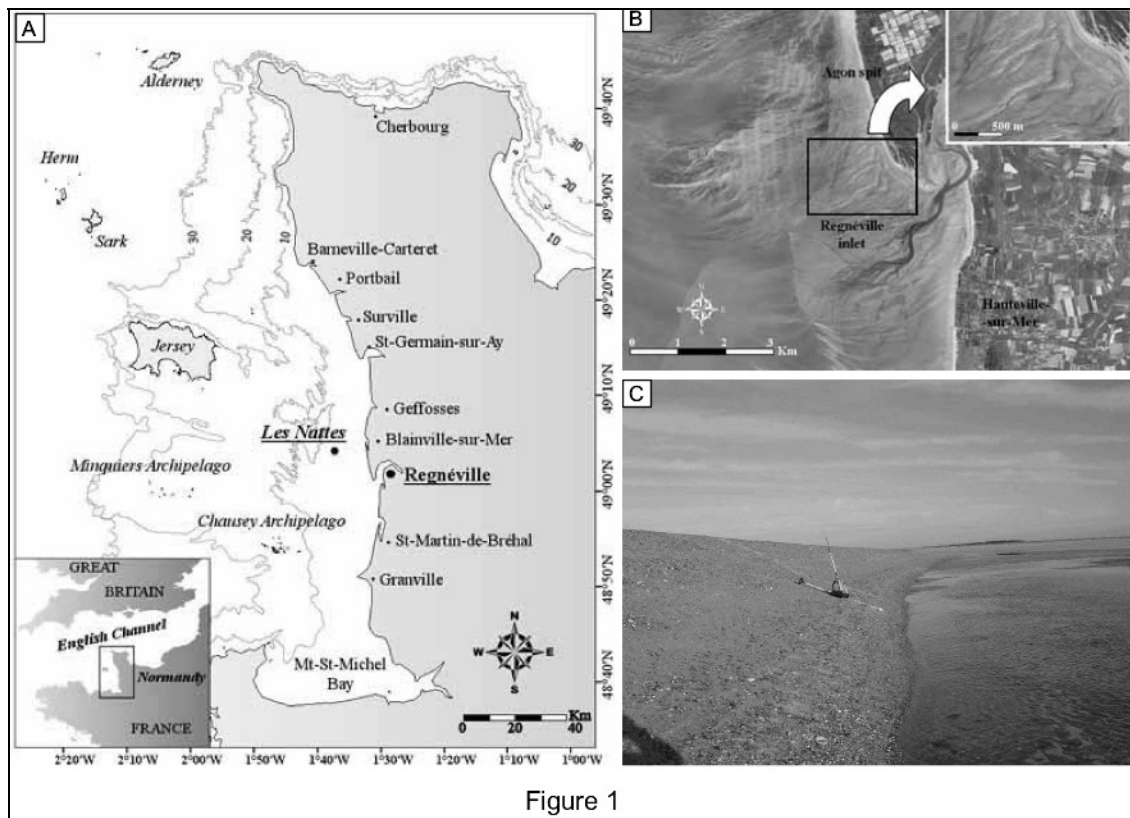 A
Alderney
Cherbourg
Herm
Sark
30
20
10
30
20
10
Barneville-Carteret
Portbail
Surville
Jersey
St-Germain-sur-Ay
Geffosses
Les Nattes
Blainville-sur-Mer
Minquiers Archipelago
Regnéville
Chausey Archipelago
St-Martin-de-Bréhal
Granville
GREAT
BRITAIN
English Channel
Normandy
FRANCE
Mt-St-Michel
Bay
N
W E
S
Km
0 20 40
49°40'N
49°30'N
49°20'N
49°10'N
49°00'N
48°50'N
48°40'N
2°20'W 2°10'W 2°00'W 1°50'W 1°40'W 1°30'W 1°20'W 1°10'W 1°00'W
B
Agon spit
0 500 m
Regnéville
inlet
N
W E
S
Hauteville-
-sur-Mer
0 1 2 3
Km
C
Figure 1